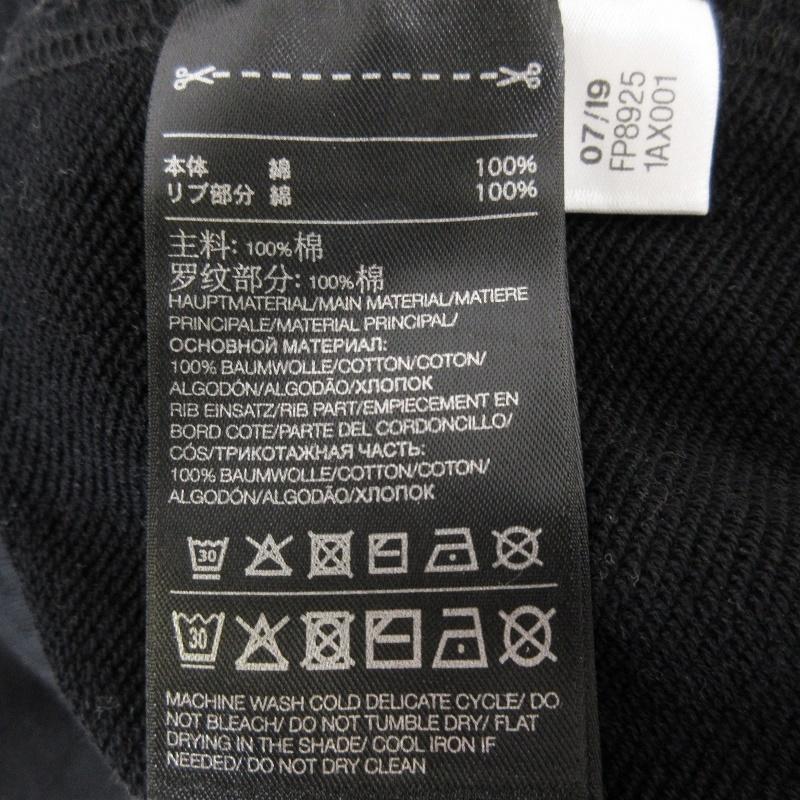 07/19
FP8925
1AX001
本体 綿 100%
リブ部分 綿 100%
主料: 100%棉
罗纹部分: 100%棉
HAUPTMATERIAL/MAIN MATERIAL/MATIERE
PRINCIPALE/MATERIAL PRINCIPAL/
ОСНОВНОЙ МАТЕРИАЛ:
100% BAUMWOLLE/COTTON/COTON/
ALGODÓN/ALGODÃO/ХЛОПОК
RIB EINSATZ/RIB PART/EMPIECEMENT EN
BORD COTE/PARTE DEL CORDONCILLO/
CÓS/ТРИКОТАЖНАЯ ЧАСТЬ:
100% BAUMWOLLE/COTTON/COTON/
ALGODÓN/ALGODÃO/ХЛОПОК
30
30
MACHINE WASH COLD DELICATE CYCLE/ DO
NOT BLEACH/ DO NOT TUMBLE DRY/ FLAT
DRYING IN THE SHADE/ COOL IRON IF
NEEDED/ DO NOT DRY CLEAN